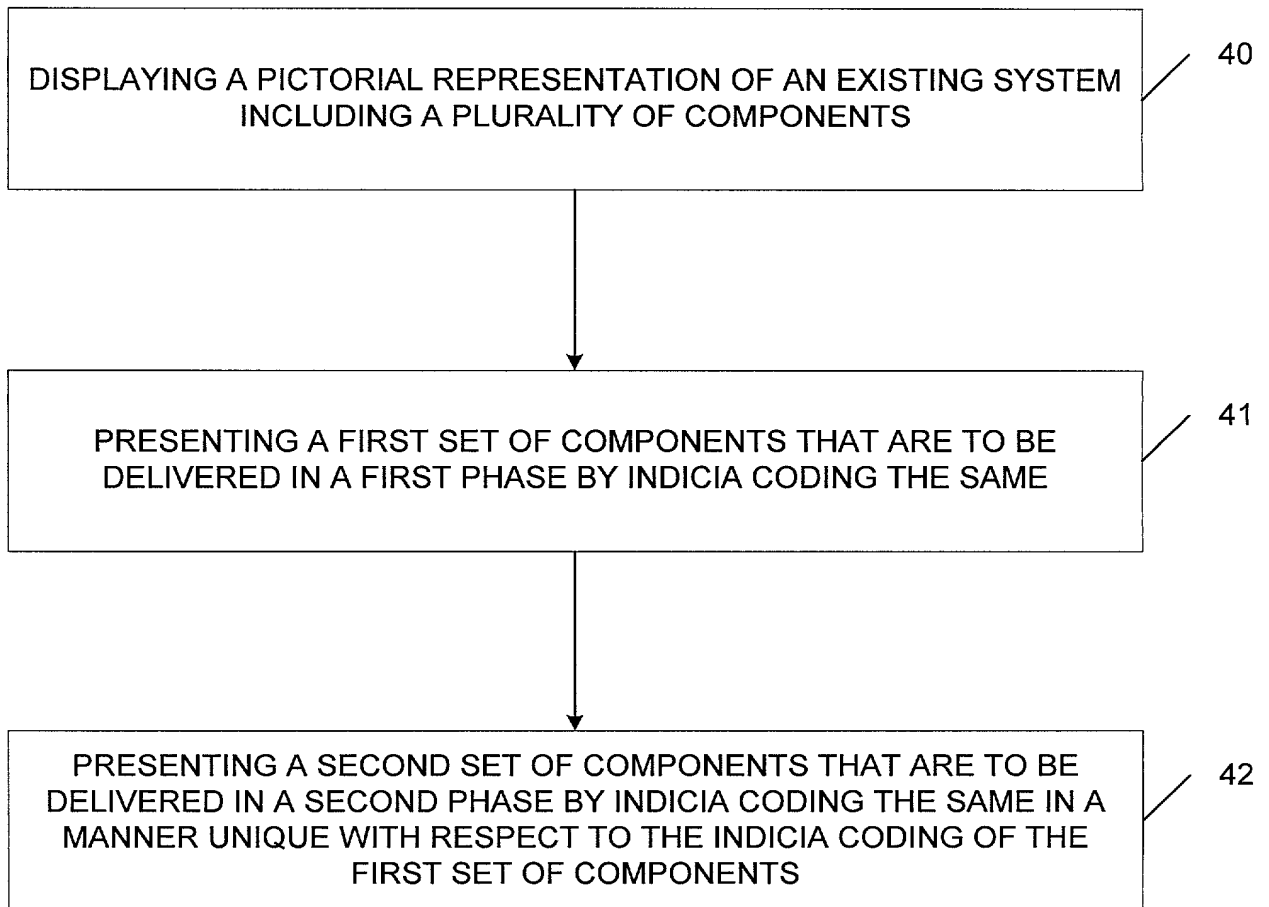 DISPLAYING A PICTORIAL REPRESENTATION OF AN EXISTING SYSTEM
INCLUDING A PLURALITY OF COMPONENTS
40
PRESENTING A FIRST SET OF COMPONENTS THAT ARE TO BE
DELIVERED IN A FIRST PHASE BY INDICIA CODING THE SAME
41
PRESENTING A SECOND SET OF COMPONENTS THAT ARE TO BE
DELIVERED IN A SECOND PHASE BY INDICIA CODING THE SAME IN A
MANNER UNIQUE WITH RESPECT TO THE INDICIA CODING OF THE
FIRST SET OF COMPONENTS
42